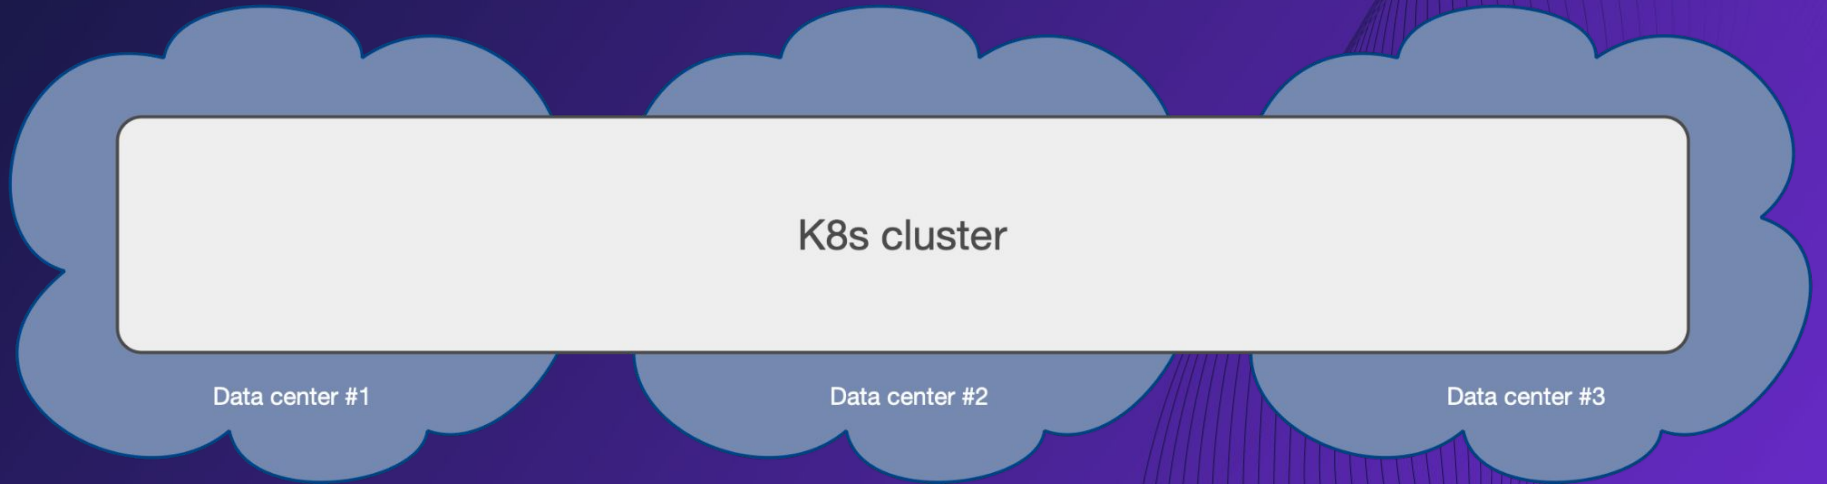 K8s cluster
Data center #1
Data center #2
Data center #3